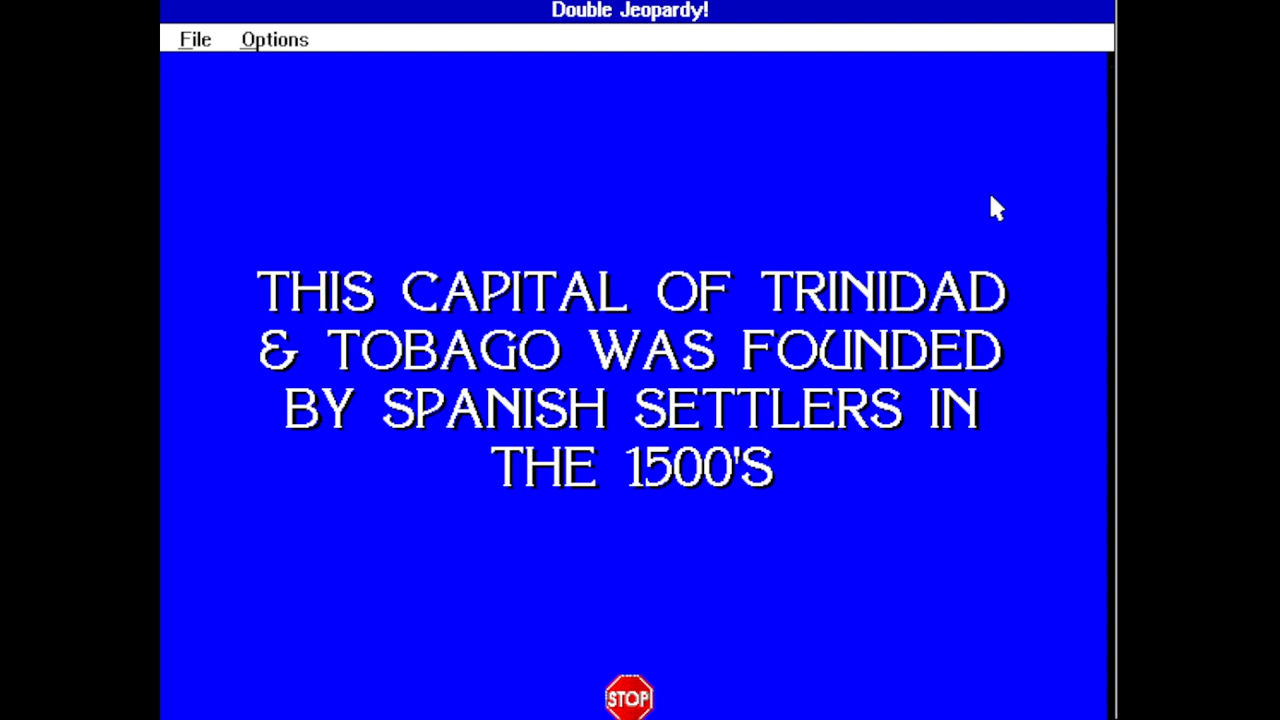 Double Jeopardy!
File Options
THIS CAPITAL OF TRINIDAD
& TOBAGO WAS FOUNDED
BY SPANISH SETTLERS IN
THE 1500'S
STOP